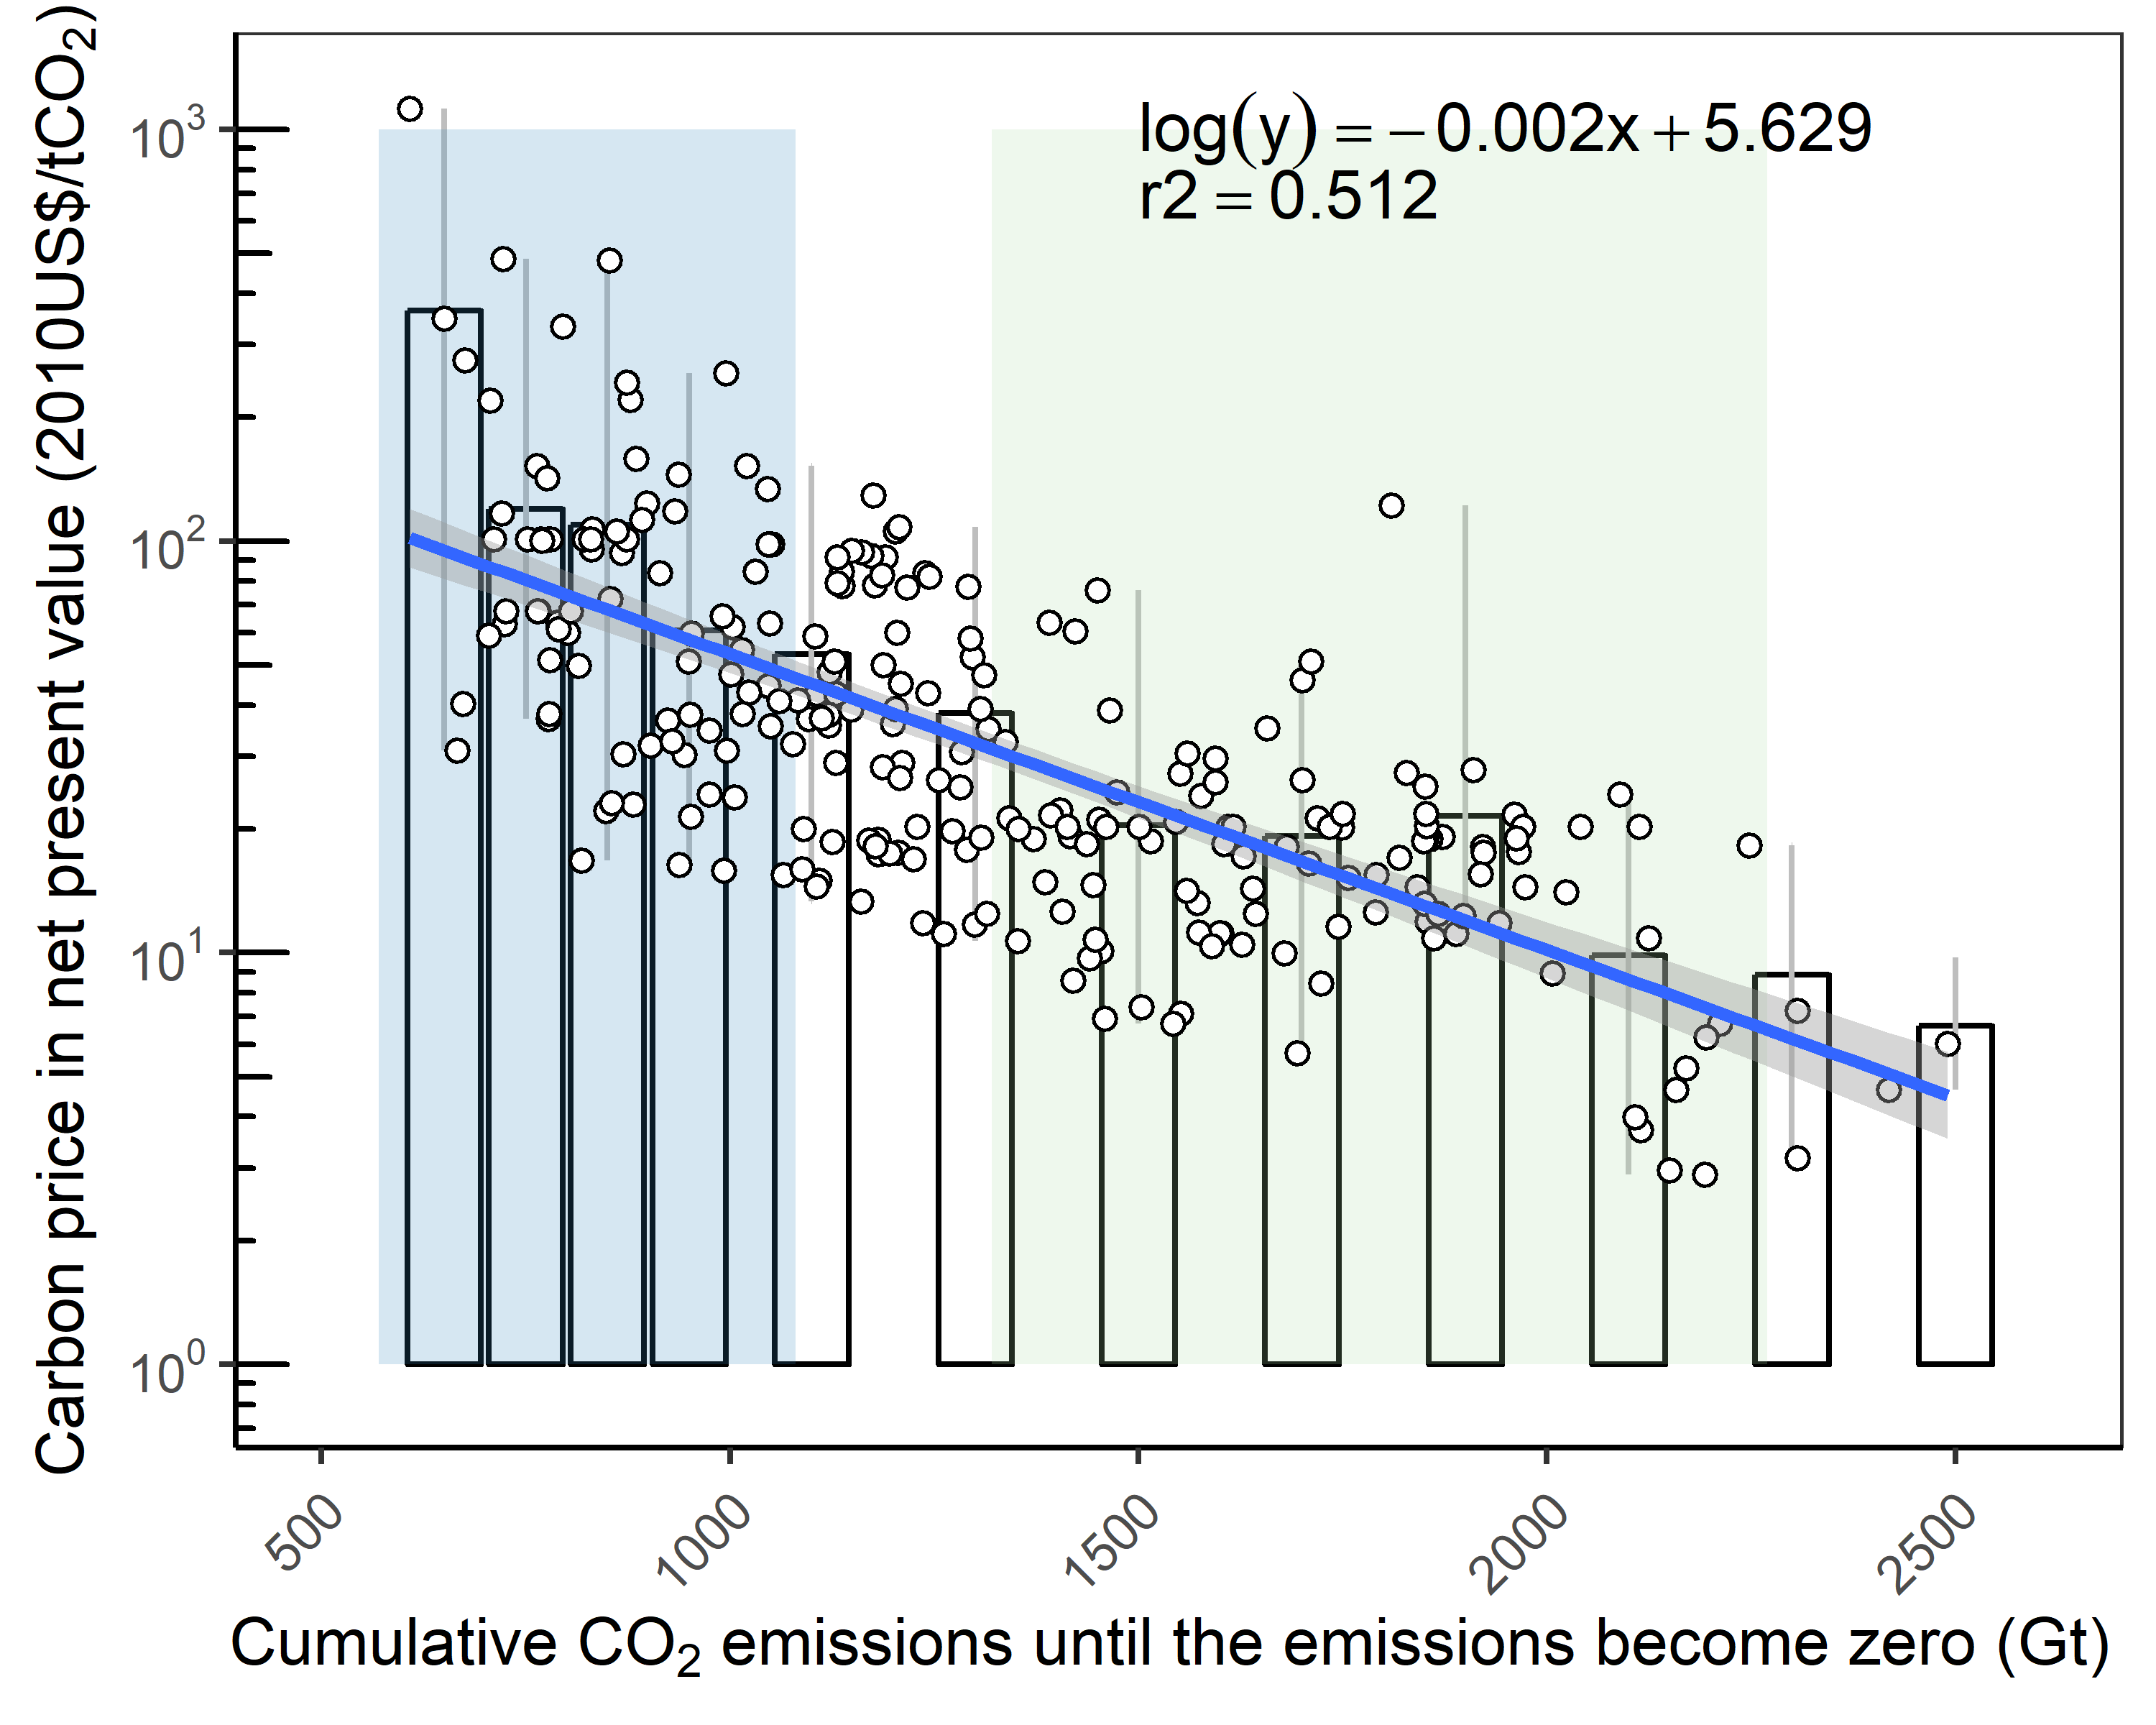 Carbon price in net present value (2010US$/tCO₂)
10³
10²
10¹
10⁰
log(y) = −0.002x + 5.629
r2 = 0.512
500
1000
1500
2000
2500
Cumulative CO₂ emissions until the emissions become zero (Gt)